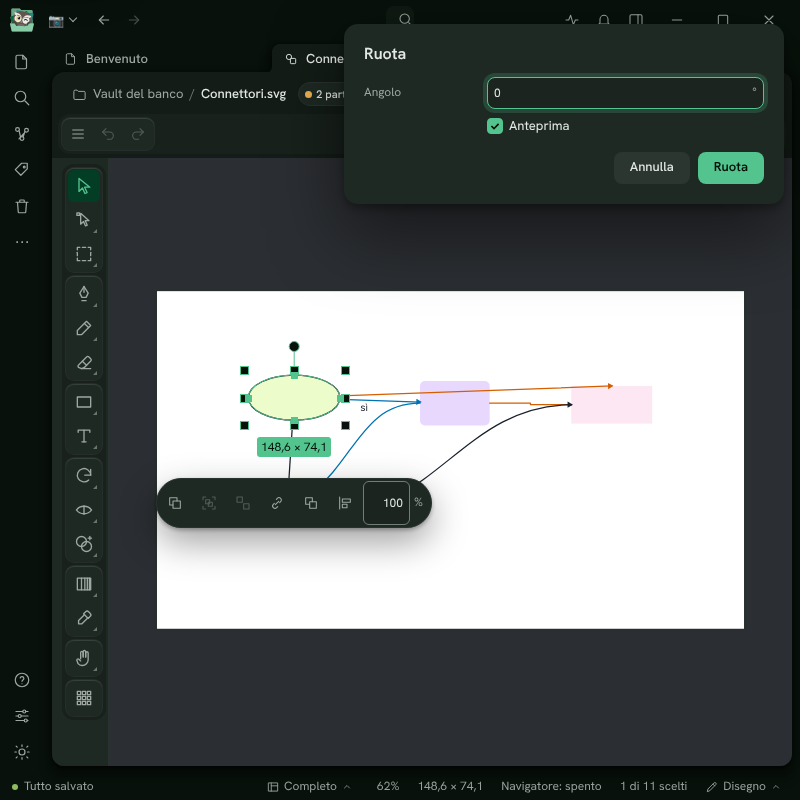 Benvenuto
Conne
Vault del banco / Connettori.svg
2 part
Ruota
Angolo
0 °
Anteprima
Annulla
Ruota
sì
148,6 × 74,1
100 %
Tutto salvato
Completo
62%
148,6 × 74,1
Navigatore: spento
1 di 11 scelti
Disegno